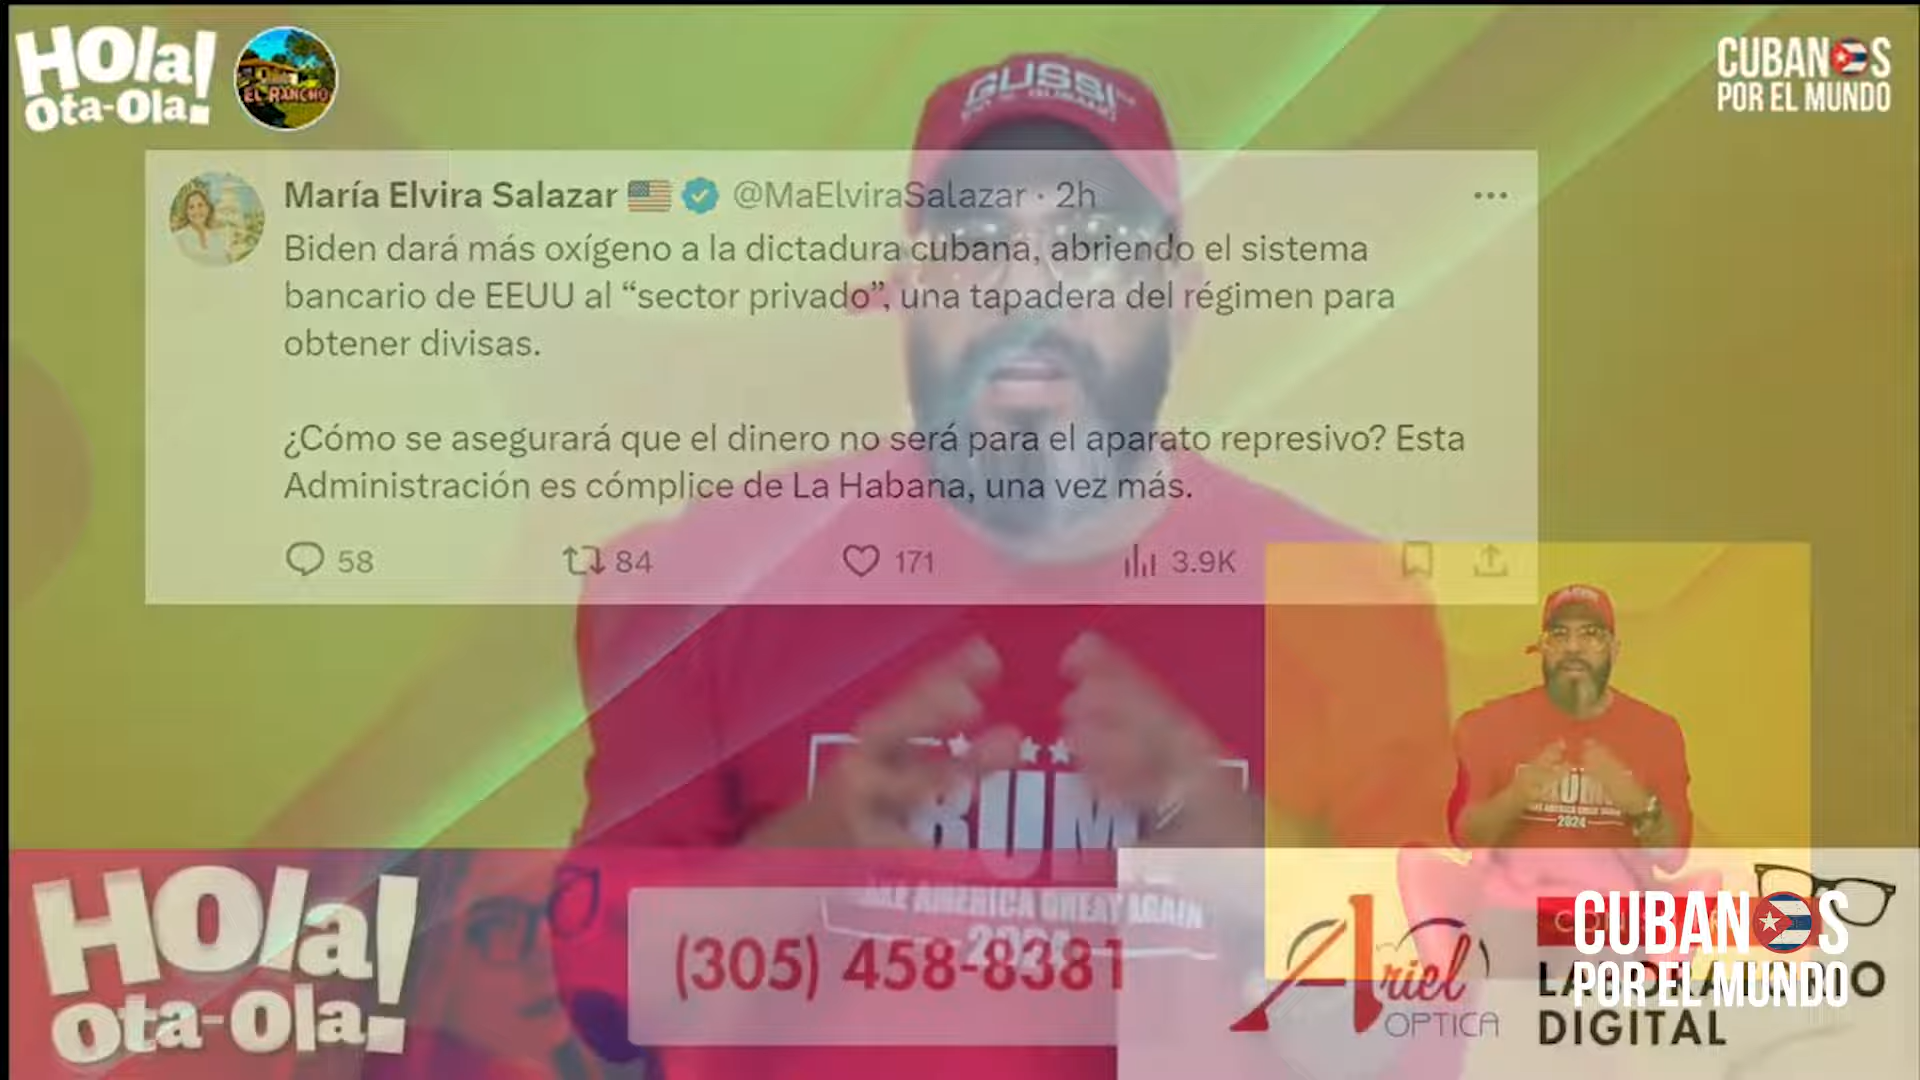 HOla!
Ota-Ola!
EL RANCHO
CUBANOS
POR EL MUNDO
GUSSI
María Elvira Salazar @MaElviraSalazar · 2h
Biden dará más oxígeno a la dictadura cubana, abriendo el sistema
bancario de EEUU al “sector privado”, una tapadera del régimen para
obtener divisas.
¿Cómo se asegurará que el dinero no será para el aparato represivo? Esta
Administración es cómplice de La Habana, una vez más.
58 84 171 3.9K
RUM
AKE AMERICA GREAT AGAIN
2024
2024
HOla!
Ota-Ola!
(305) 458-8381
Ariel
OPTICA
LABORATORIO
DIGITAL
CUBANOS
POR EL MUNDO